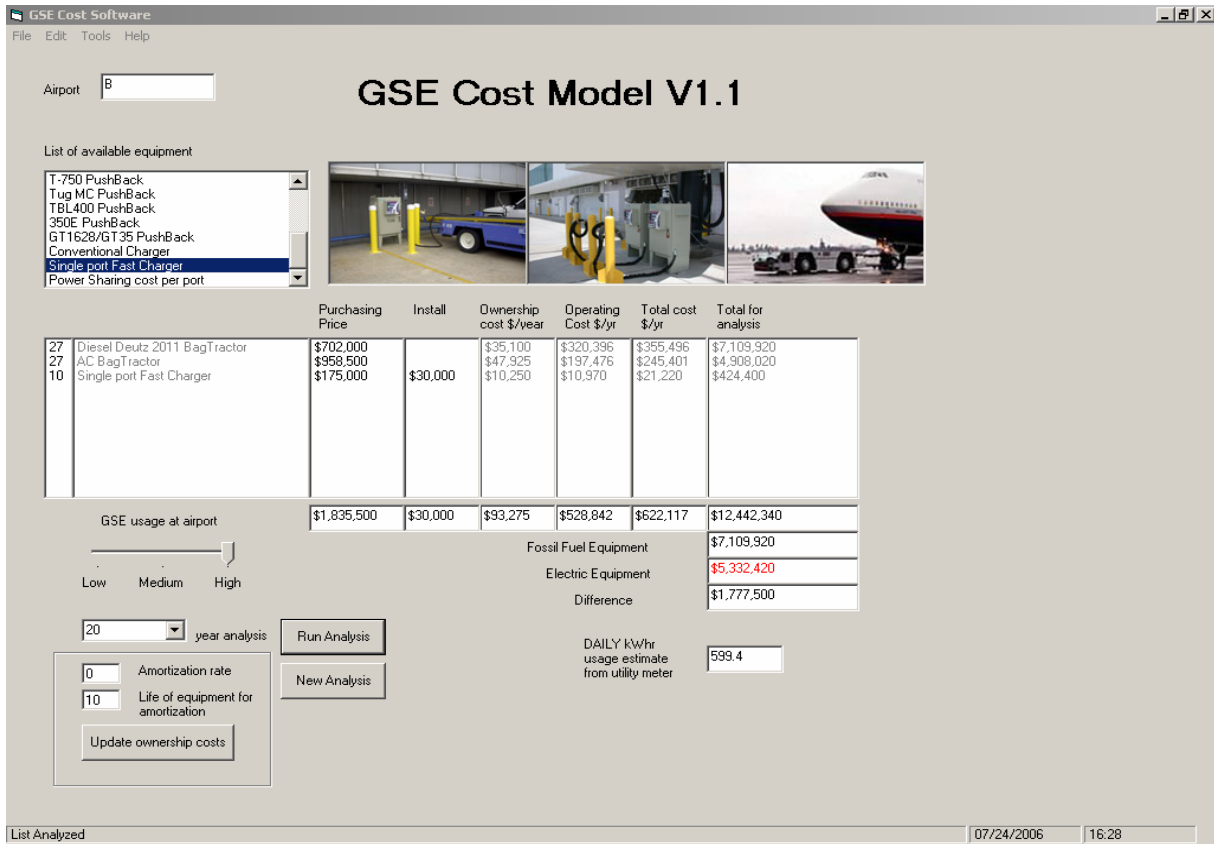 GSE Cost Software
File Edit Tools Help
Airport B
GSE Cost Model V1.1
List of available equipment
T-750 PushBack
Tug MC PushBack
TBL400 PushBack
350E PushBack
GT1628/GT35 PushBack
Conventional Charger
Single port Fast Charger
Power Sharing cost per port
Purchasing Install Ownership Operating Total cost Total for
Price cost $/year Cost $/yr $/yr analysis
27 Diesel Deutz 2011 BagTractor $702,000 $35,100 $320,396 $355,496 $7,109,920
27 AC BagTractor $958,500 $47,925 $197,476 $245,401 $4,908,020
10 Single port Fast Charger $175,000 $30,000 $10,250 $10,970 $21,220 $424,400
$1,835,500 $30,000 $93,275 $528,842 $622,117 $12,442,340
GSE usage at airport
Low Medium High
Fossil Fuel Equipment $7,109,920
Electric Equipment $5,332,420
Difference $1,777,500
20 year analysis
Run Analysis
New Analysis
0 Amortization rate
10 Life of equipment for
amortization
Update ownership costs
DAILY kWhr
usage estimate
from utility meter
599.4
List Analyzed 07/24/2006 16:28